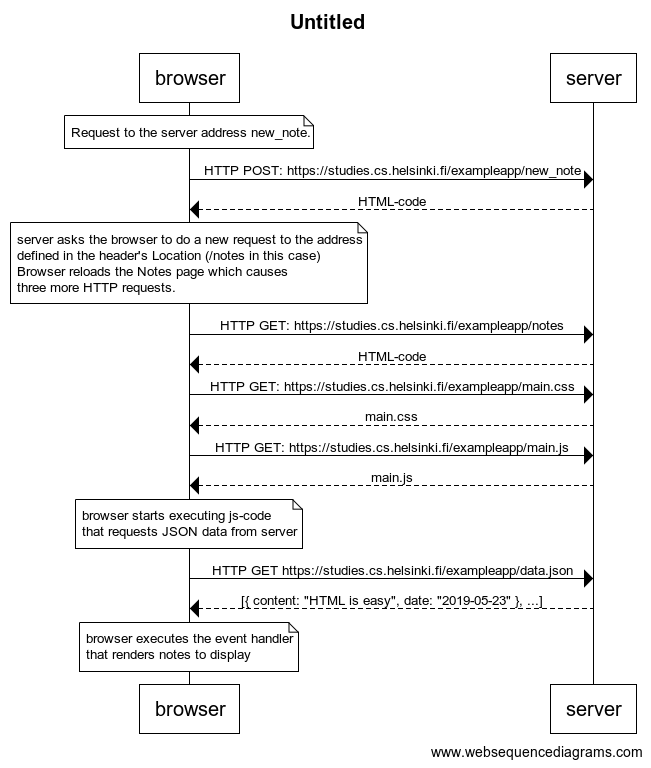 Untitled
browser
server
Request to the server address new_note.
HTTP POST: https://studies.cs.helsinki.fi/exampleapp/new_note
HTML-code
server asks the browser to do a new request to the address
defined in the header's Location (/notes in this case)
Browser reloads the Notes page which causes
three more HTTP requests.
HTTP GET: https://studies.cs.helsinki.fi/exampleapp/notes
HTML-code
HTTP GET: https://studies.cs.helsinki.fi/exampleapp/main.css
main.css
HTTP GET: https://studies.cs.helsinki.fi/exampleapp/main.js
main.js
browser starts executing js-code
that requests JSON data from server
HTTP GET https://studies.cs.helsinki.fi/exampleapp/data.json
[{ content: "HTML is easy", date: "2019-05-23" }, ...]
browser executes the event handler
that renders notes to display
browser
server
www.websequencediagrams.com